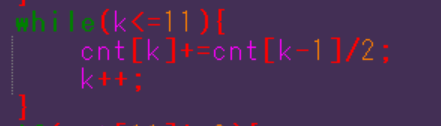 while(k<=11){
cnt[k]+=cnt[k-1]/2;
k++;
}